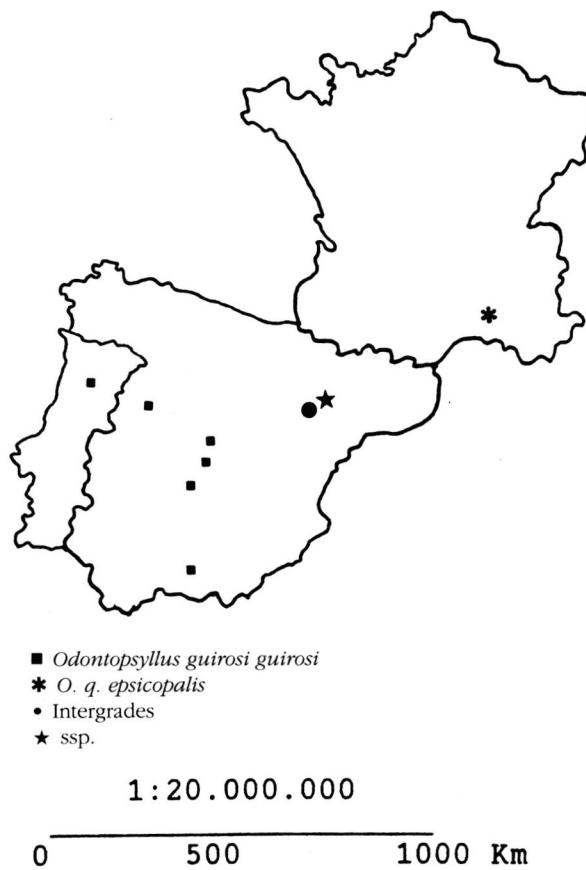 ■ Odontopsyllus guirosi guirosi
✱ O. q. epsicopalis
• Intergrades
★ ssp.
1:20.000.000
0 500 1000 Km